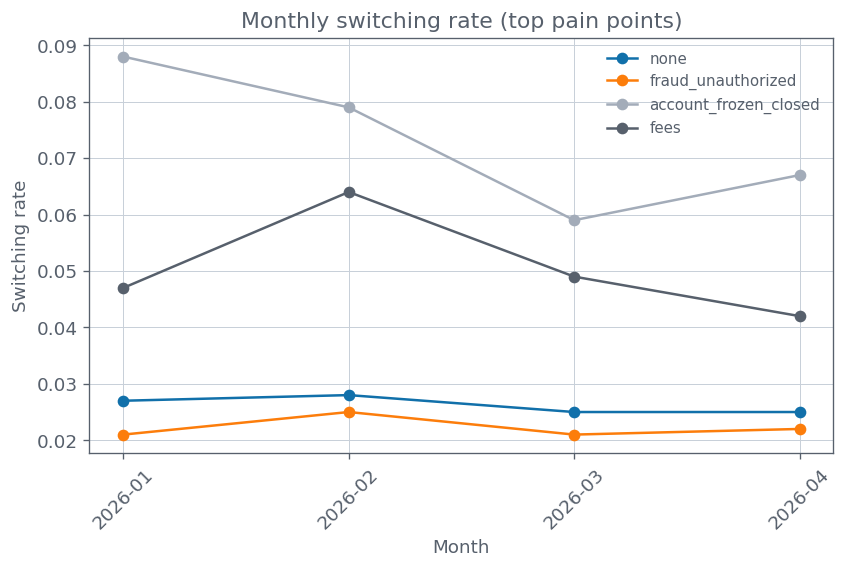 Monthly switching rate (top pain points)
0.09
0.08
0.07
0.06
0.05
0.04
0.03
0.02
Switching rate
none
fraud_unauthorized
account_frozen_closed
fees
2026-01
2026-02
2026-03
2026-04
Month